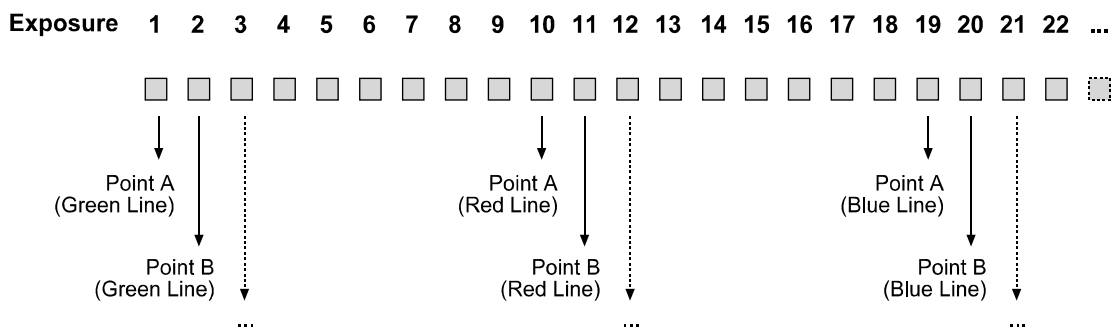 Exposure 1 2 3 4 5 6 7 8 9 10 11 12 13 14 15 16 17 18 19 20 21 22 ...
Point A
(Green Line)
Point A
(Red Line)
Point A
(Blue Line)
Point B
(Green Line)
Point B
(Red Line)
Point B
(Blue Line)
... ... ...